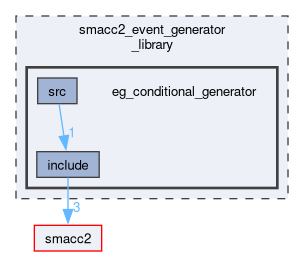 smacc2_event_generator
_library
src
eg_conditional_generator
1
include
3
smacc2